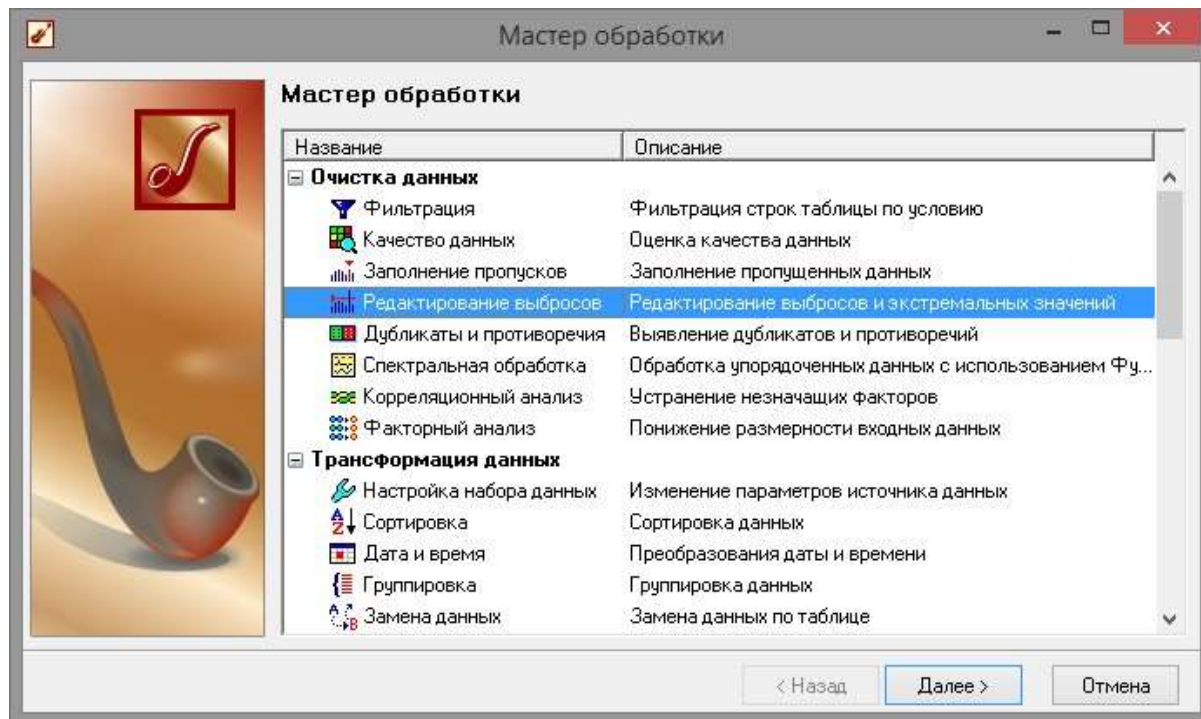 Мастер обработки
Мастер обработки
Название Описание
Очистка данных
Фильтрация Фильтрация строк таблицы по условию
Качество данных Оценка качества данных
Заполнение пропусков Заполнение пропущенных данных
Редактирование выбросов Редактирование выбросов и экстремальных значений
Дубликаты и противоречия Выявление дубликатов и противоречий
Спектральная обработка Обработка упорядоченных данных с использованием Фу...
Корреляционный анализ Устранение незначащих факторов
Факторный анализ Понижение размерности входных данных
Трансформация данных
Настройка набора данных Изменение параметров источника данных
Сортировка Сортировка данных
Дата и время Преобразования даты и времени
Группировка Группировка данных
Замена данных Замена данных по таблице
< Назад Далее > Отмена